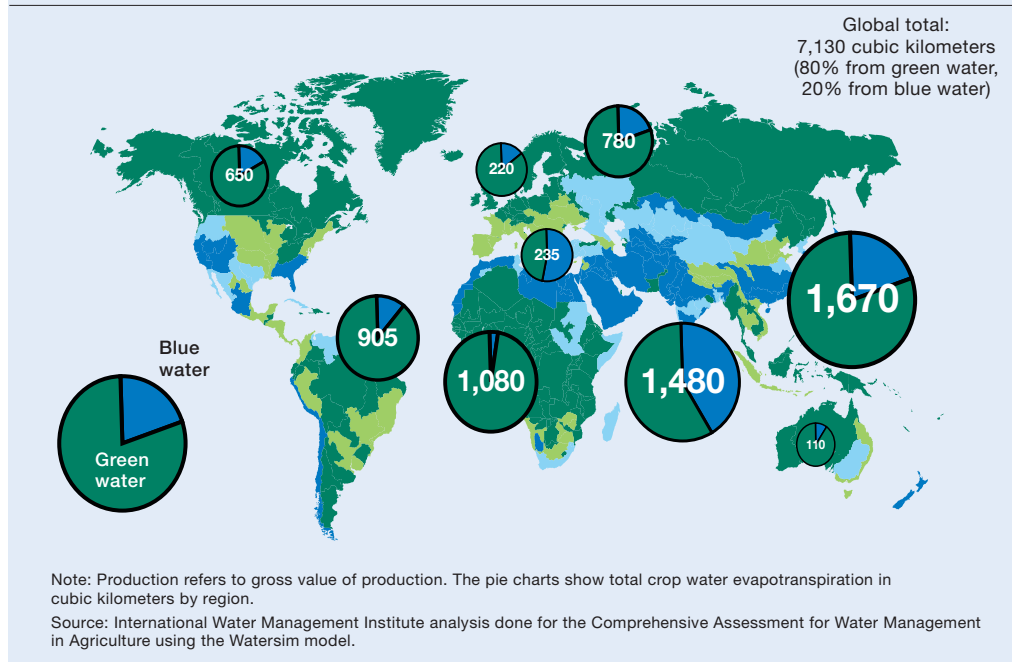 Global total:
7,130 cubic kilometers
(80% from green water,
20% from blue water)
780
650
220
235
1,670
905
Blue
water
1,080
1,480
110
Green
water
Note: Production refers to gross value of production. The pie charts show total crop water evapotranspiration in
cubic kilometers by region.
Source: International Water Management Institute analysis done for the Comprehensive Assessment for Water Management
in Agriculture using the Watersim model.